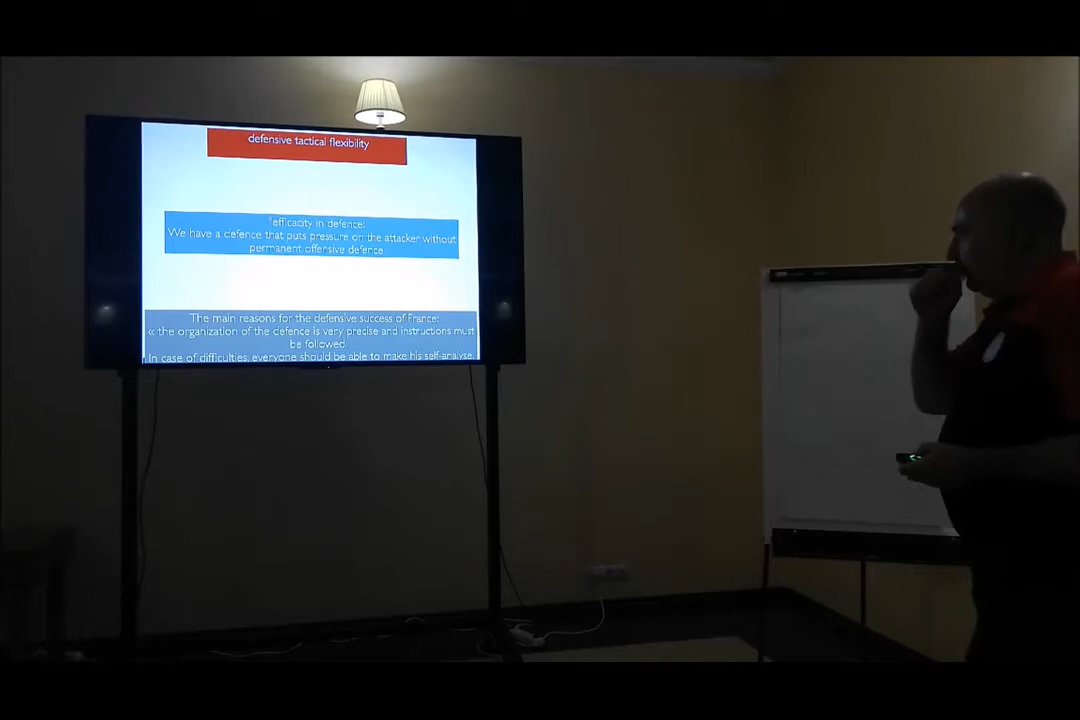 defensive tactical flexibility
"efficacity in defence:
We have a defence that puts pressure on the attacker without
permanent offensive defence
The main reasons for the defensive success of France:
« the organization of the defence is very precise and instructions must
be followed.
In case of difficulties, everyone should be able to make his self-analyse.